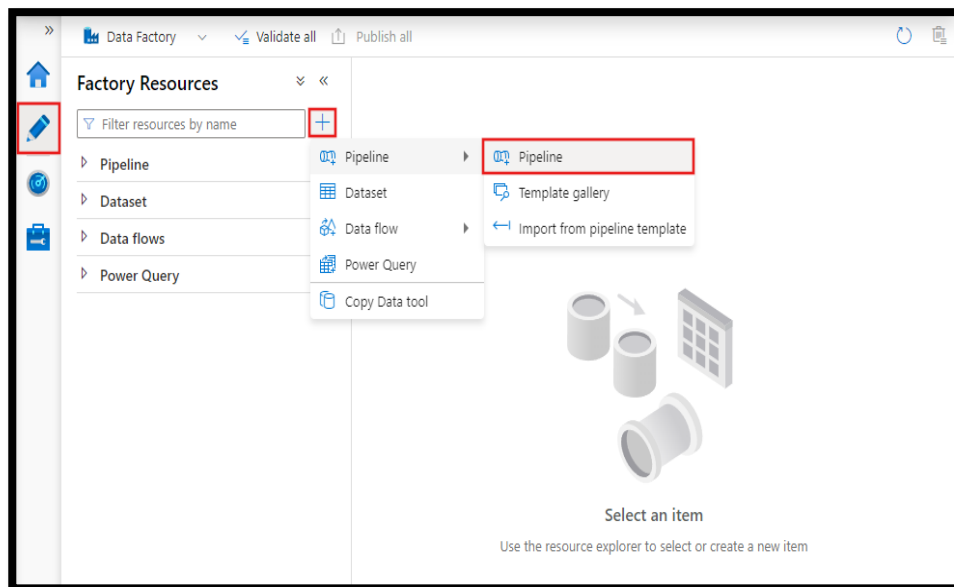 Data Factory
Validate all
Publish all
Factory Resources
Filter resources by name
Pipeline
Dataset
Data flows
Power Query
Pipeline
Dataset
Data flow
Power Query
Copy Data tool
Pipeline
Template gallery
Import from pipeline template
Select an item
Use the resource explorer to select or create a new item